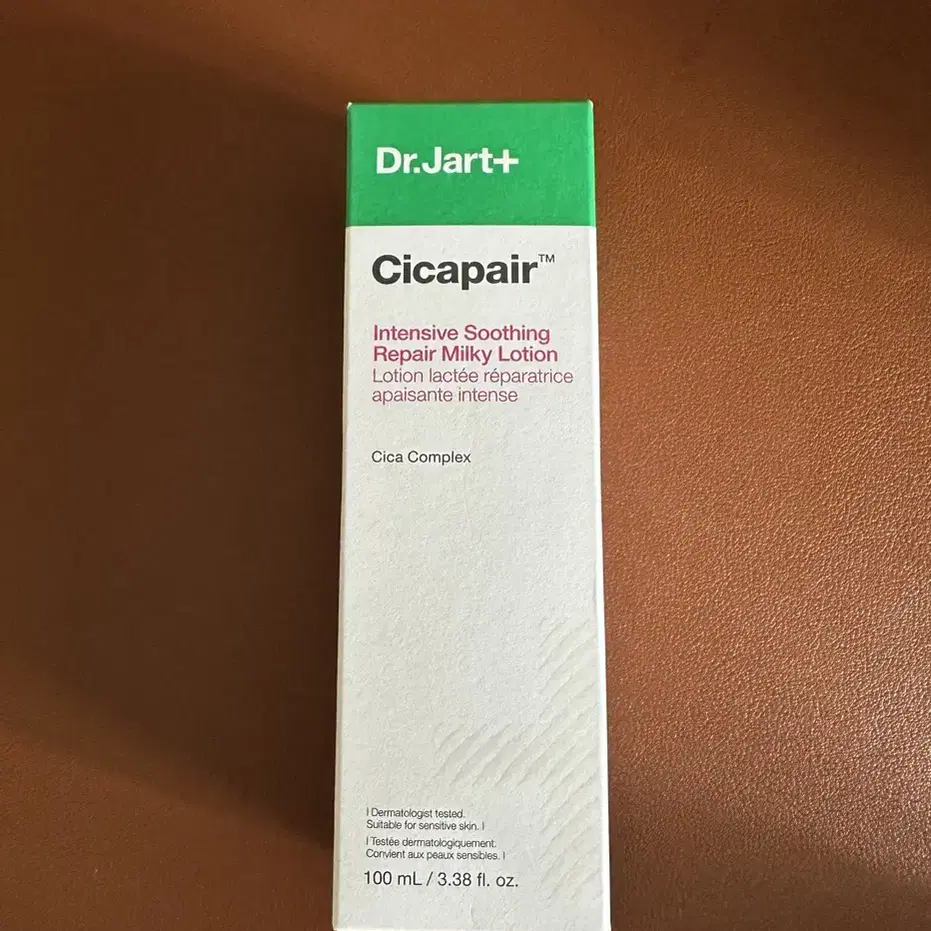 Dr.Jart+
Cicapair™
Intensive Soothing
Repair Milky Lotion
Lotion lactée réparatrice
apaisante intense
Cica Complex
| Dermatologist tested.
Suitable for sensitive skin. |
| Testée dermatologiquement.
Convient aux peaux sensibles. |
100 mL / 3.38 fl. oz.